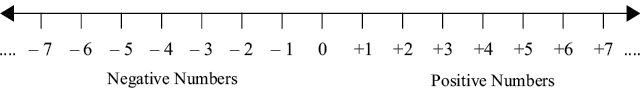 .... – 7 – 6 – 5 – 4 – 3 – 2 – 1 0 +1 +2 +3 +4 +5 +6 +7 ....
Negative Numbers Positive Numbers